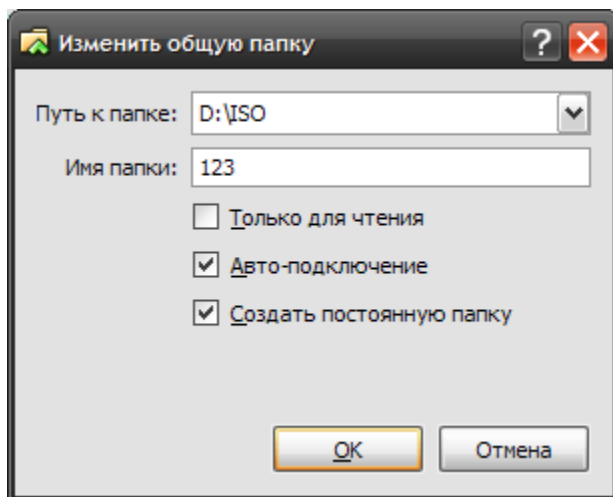 Изменить общую папку
?
Путь к папке: D:\ISO
Имя папки: 123
Только для чтения
Авто-подключение
Создать постоянную папку
OK Отмена